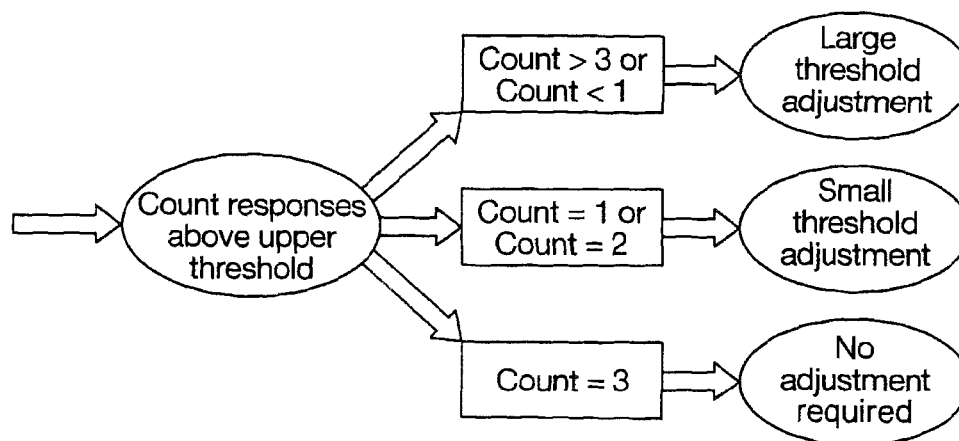 Count responses
above upper
threshold
Count > 3 or
Count < 1
Large
threshold
adjustment
Count = 1 or
Count = 2
Small
threshold
adjustment
Count = 3
No
adjustment
required